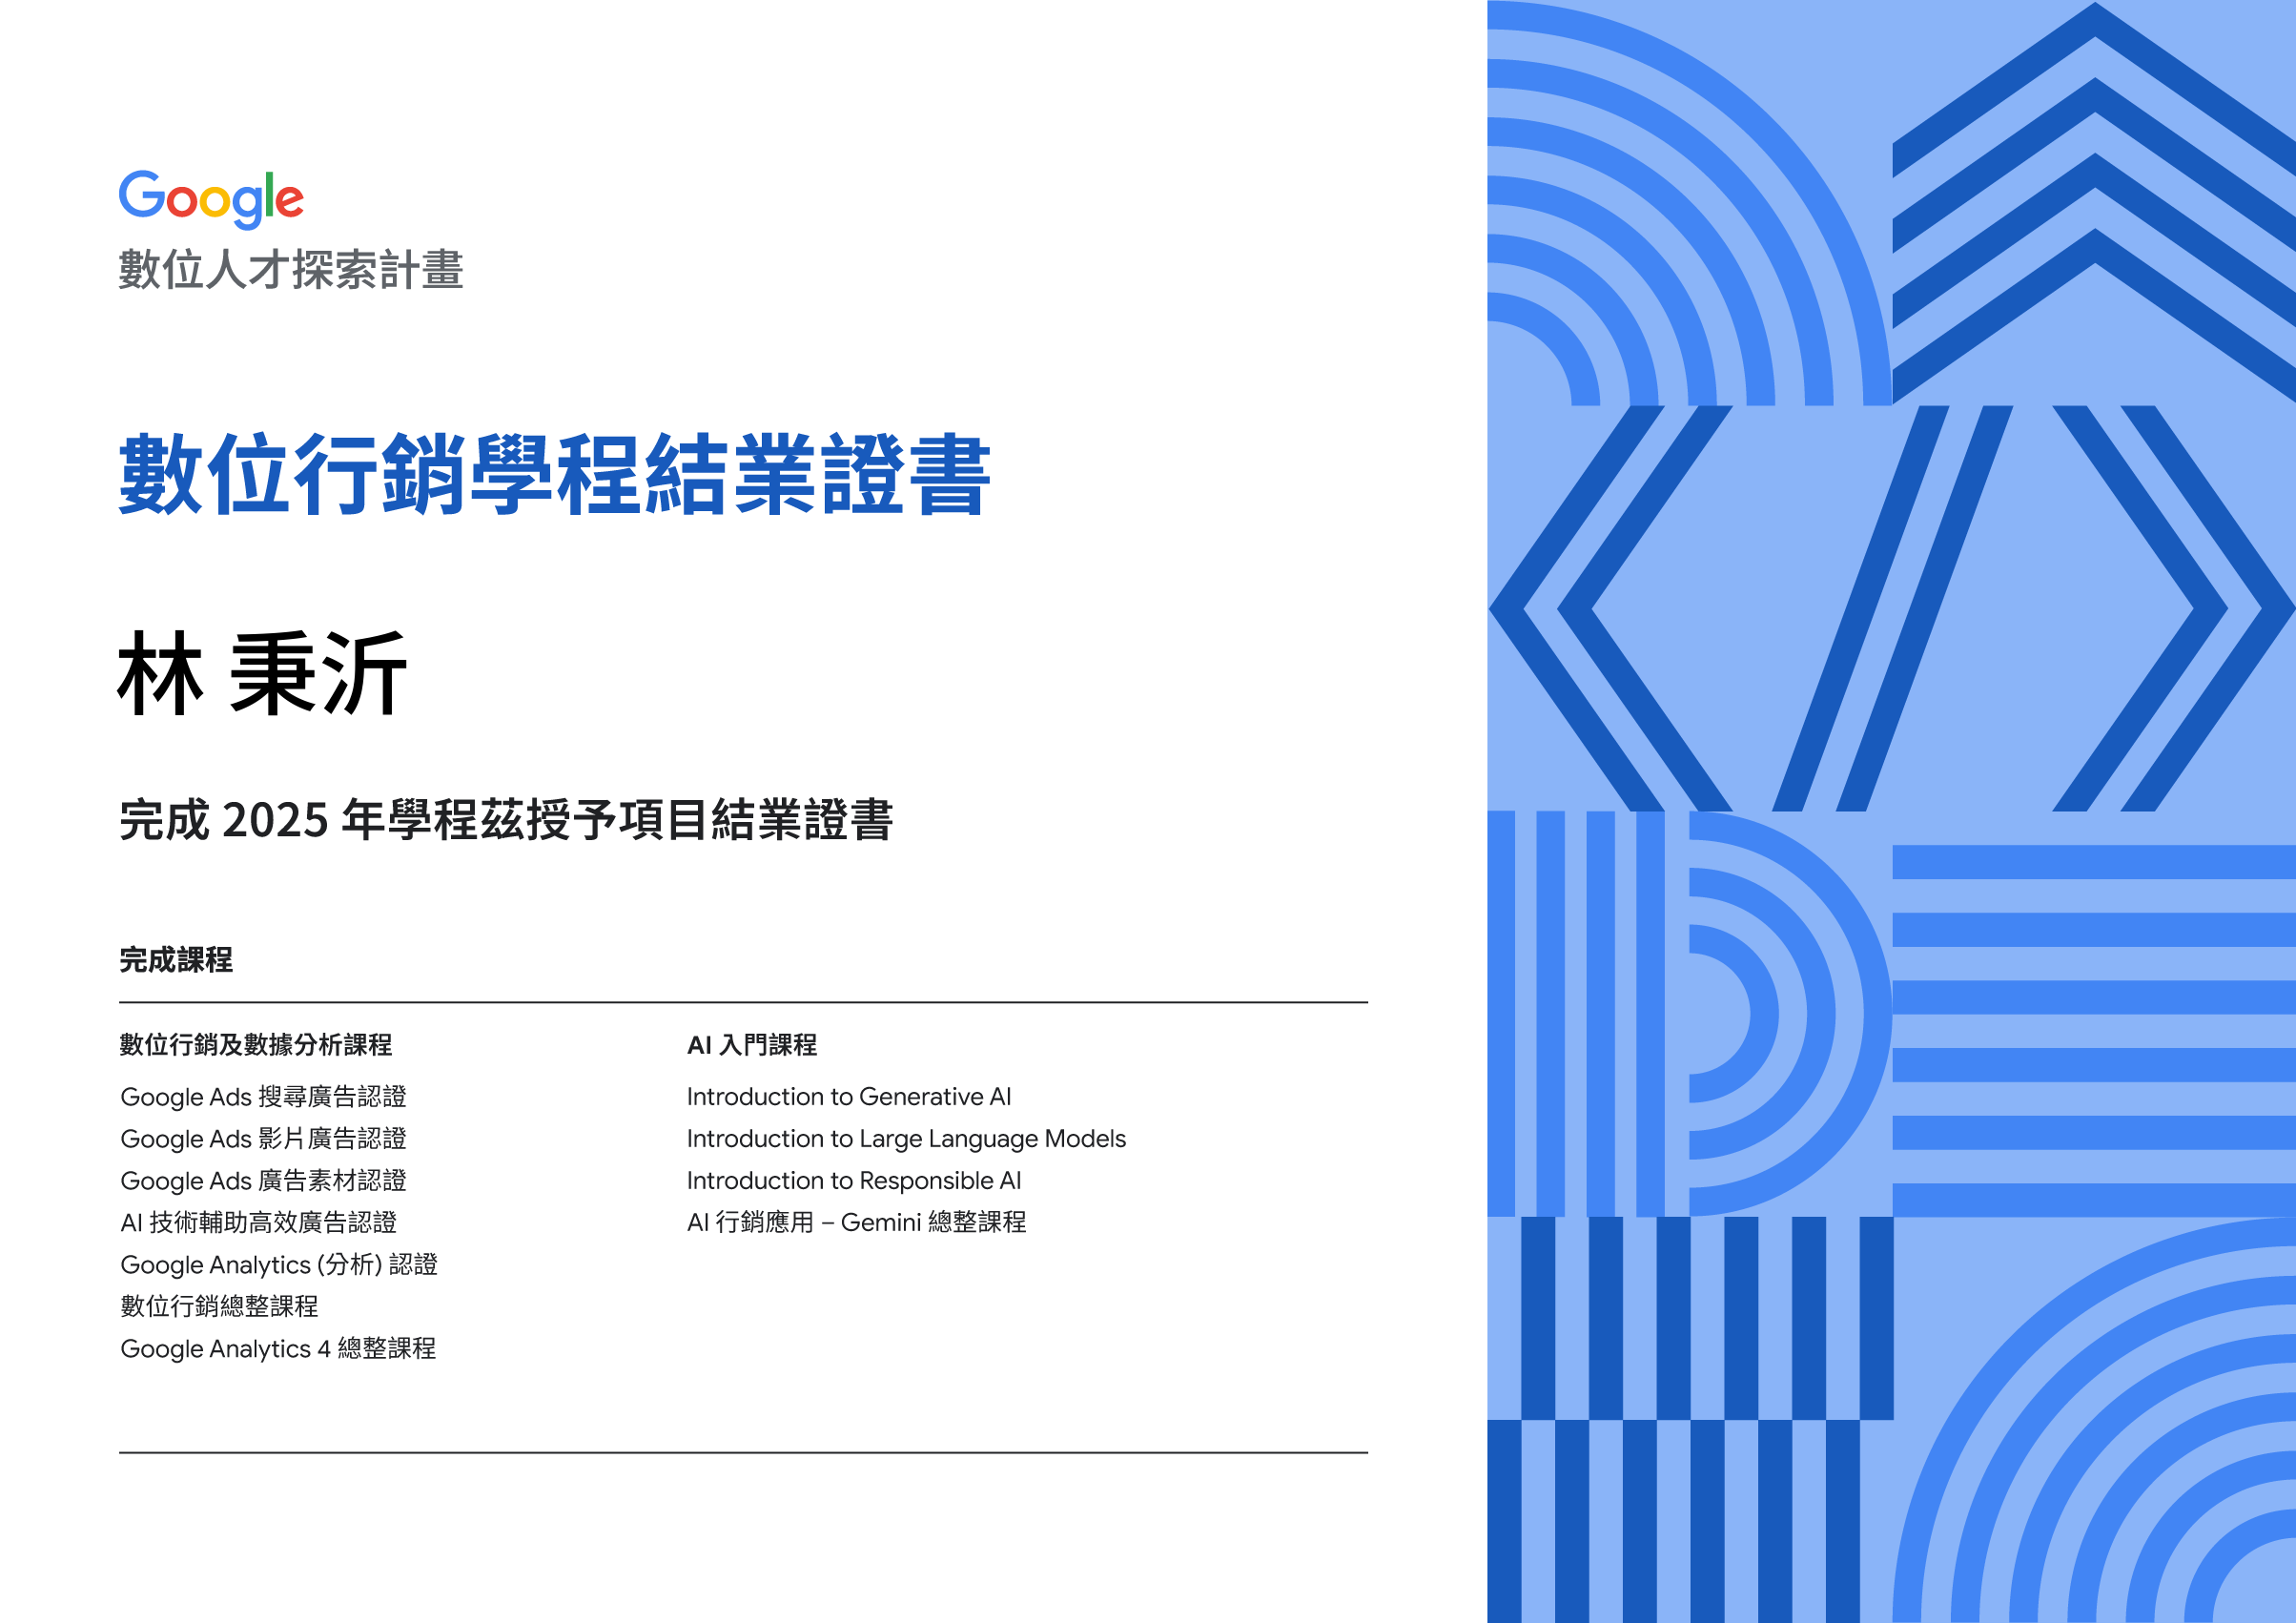 Google
數位人才探索計畫
數位行銷學程結業證書
林 秉沂
完成 2025 年學程茲授予項目結業證書
完成課程
數位行銷及數據分析課程
Google Ads 搜尋廣告認證
Google Ads 影片廣告認證
Google Ads 廣告素材認證
AI 技術輔助高效廣告認證
Google Analytics (分析) 認證
數位行銷總整課程
Google Analytics 4 總整課程
AI 入門課程
Introduction to Generative AI
Introduction to Large Language Models
Introduction to Responsible AI
AI 行銷應用 – Gemini 總整課程